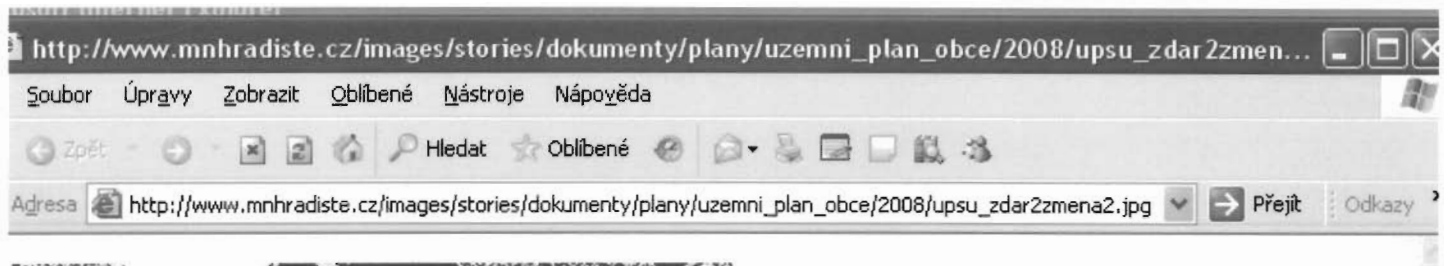 http://www.mnhradiste.cz/images/stories/dokumenty/plany/uzemni_plan_obce/2008/upsu_zdar2zmen...
Soubor Úpravy Zobrazit Oblíbené Nástroje Nápověda
Zpět Hledat Oblíbené
Adresa http://www.mnhradiste.cz/images/stories/dokumenty/plany/uzemni_plan_obce/2008/upsu_zdar2zmena2.jpg Přejít Odkazy